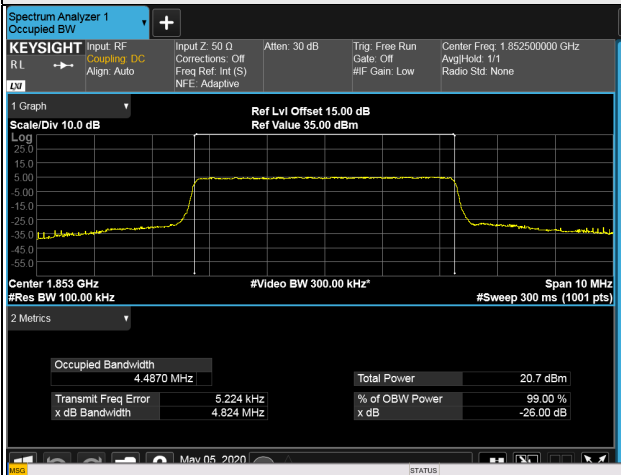 Spectrum Analyzer 1
Occupied BW
+
KEYSIGHT
RL
LXI
Input: RF
Coupling: DC
Align: Auto
Input Z: 50 Ω
Corrections: Off
Freq Ref: Int (S)
NFE: Adaptive
Atten: 30 dB
Trig: Free Run
Gate: Off
#IF Gain: Low
Center Freq: 1.852500000 GHz
Avg|Hold: 1/1
Radio Std: None
1 Graph
Scale/Div 10.0 dB
Ref Lvl Offset 15.00 dB
Ref Value 35.00 dBm
Log
25.0
15.0
5.00
-5.00
-15.0
-25.0
-35.0
-45.0
-55.0
Center 1.853 GHz
#Res BW 100.00 kHz
#Video BW 300.00 kHz*
Span 10 MHz
#Sweep 300 ms (1001 pts)
2 Metrics
Occupied Bandwidth
4.4870 MHz
Transmit Freq Error 5.224 kHz
x dB Bandwidth 4.824 MHz
Total Power 20.7 dBm
% of OBW Power 99.00 %
x dB -26.00 dB
May 05, 2020
MSG
STATUS